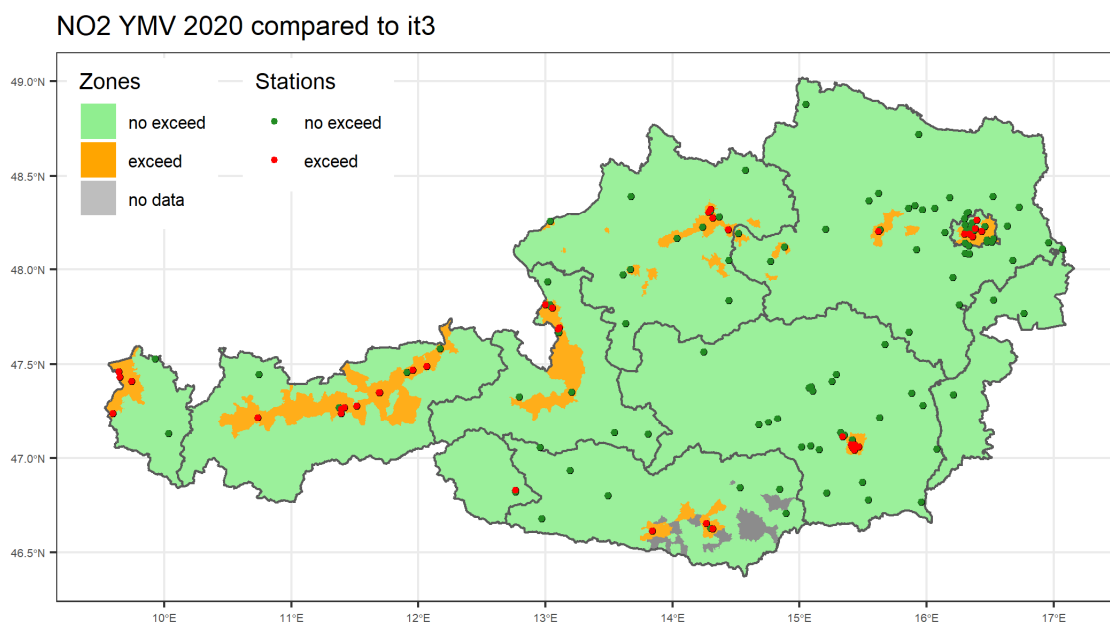 NO2 YMV 2020 compared to it3
Zones
no exceed
exceed
no data
Stations
no exceed
exceed
49.0°N
48.5°N
48.0°N
47.5°N
47.0°N
46.5°N
10°E 11°E 12°E 13°E 14°E 15°E 16°E 17°E